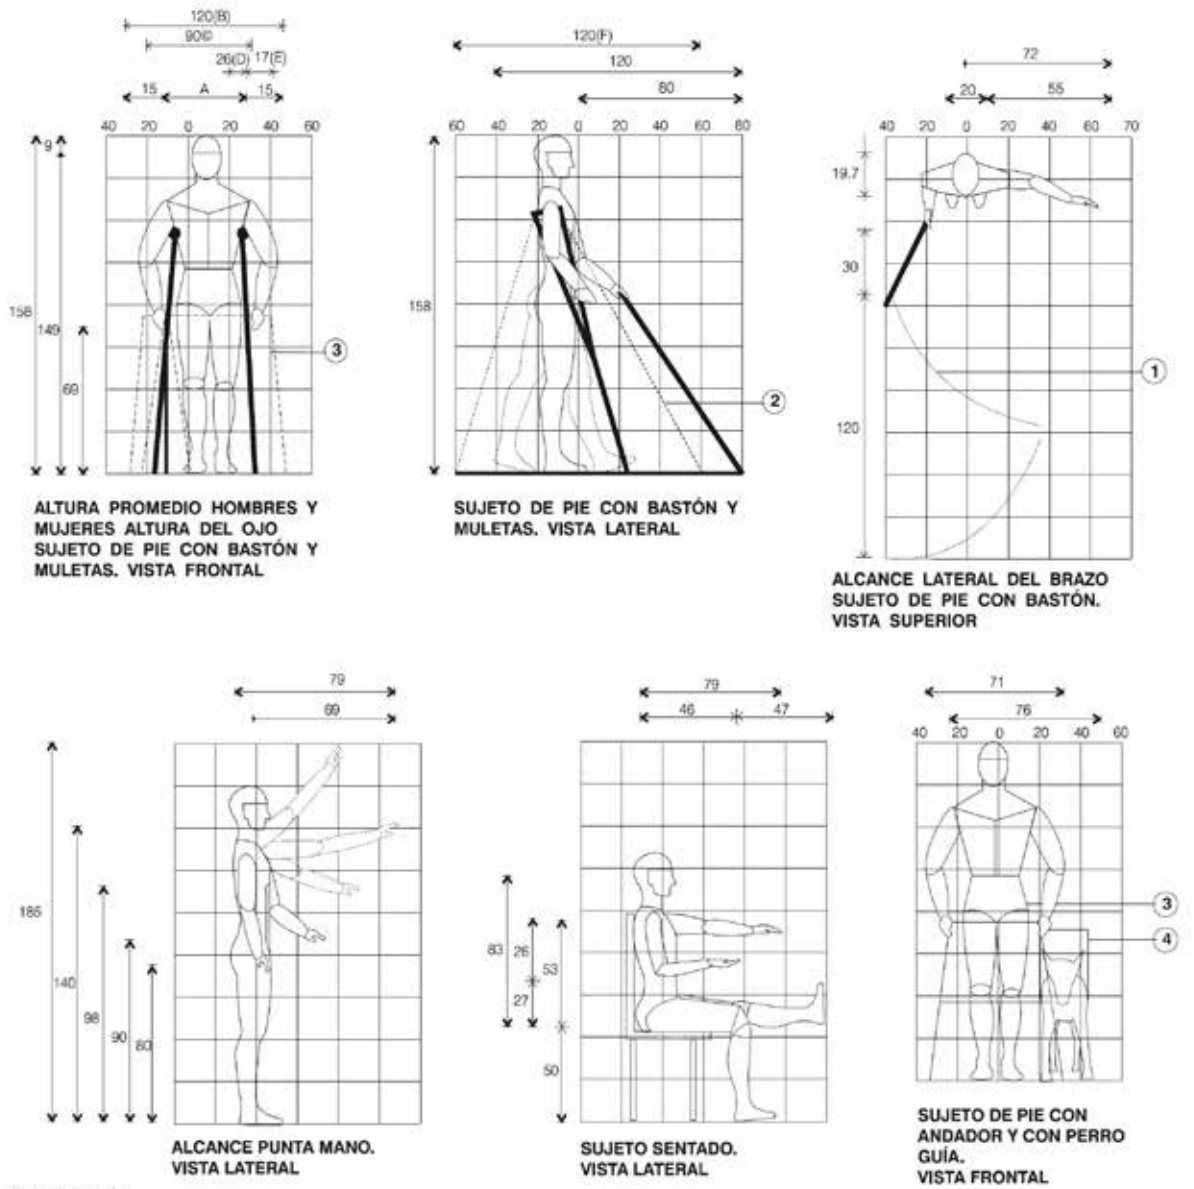 120(B)
90©
26(D) 17(E)
15 A 15
40 20 0 20 40 60
9
158
149
69
3
ALTURA PROMEDIO HOMBRES Y
MUJERES ALTURA DEL OJO
SUJETO DE PIE CON BASTÓN Y
MULETAS. VISTA FRONTAL
120(F)
120
80
60 40 20 0 20 40 60 80
158
2
SUJETO DE PIE CON BASTÓN Y
MULETAS. VISTA LATERAL
72
20 55
40 20 0 20 40 60 70
19.7
30
120
1
ALCANCE LATERAL DEL BRAZO
SUJETO DE PIE CON BASTÓN.
VISTA SUPERIOR
79
69
185
140
98
90
80
ALCANCE PUNTA MANO.
VISTA LATERAL
79
46 47
83
26
53
27
50
SUJETO SENTADO.
VISTA LATERAL
71
76
40 20 0 20 40 60
3
4
SUJETO DE PIE CON
ANDADOR Y CON PERRO
GUÍA.
VISTA FRONTAL